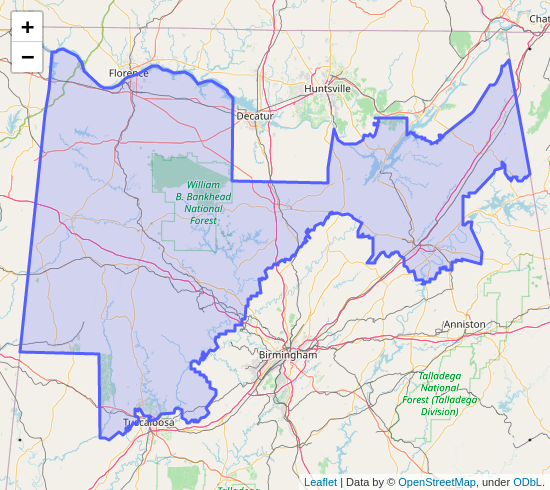 +
−
Chat
Florence
Huntsville
Decatur
William
B. Bankhead
National
Forest
Anniston
Birmingham
Talladega
National
Forest (Talladega
Division)
Tuscaloosa
Talladega
Leaflet | Data by © OpenStreetMap, under ODbL.